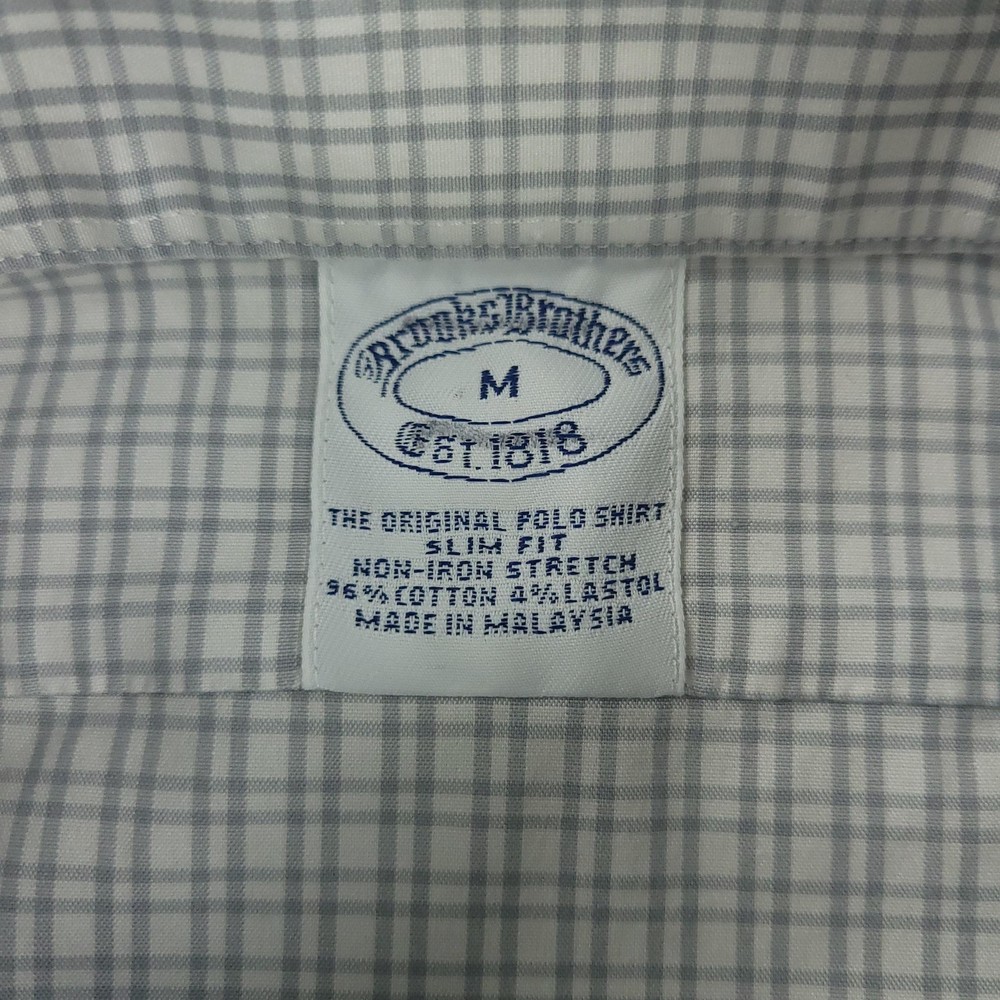 Brooks Brothers
M
Est. 1818
THE ORIGINAL POLO SHIRT
SLIM FIT
NON-IRON STRETCH
96% COTTON 4% LASTOL
MADE IN MALAYSIA